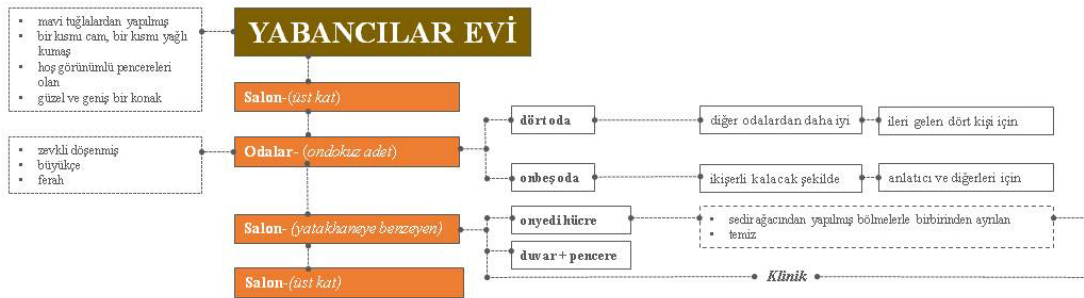 mavi tuğlalardan yapılmış
bir kısmı cam, bir kısmı yağlı
kumaş
hoş görünümlü pencereleri
olan
güzel ve geniş bir konak
YABANCILAR EVİ
Salon-(üst kat)
zevkli döşenmiş
büyükçe
ferah
Odalar- (ondokuz adet)
dört oda
diğer odalardan daha iyi
ileri gelen dört kişi için
onbeş oda
ikişerli kalacak şekilde
anlatıcı ve diğerleri için
Salon- (yatakhaneye benzeyen)
onyedi hücre
sedir ağacından yapılmış bölmelerle birbirinden ayrılan
temiz
duvar + pencere
Klinik
Salon-(üst kat)